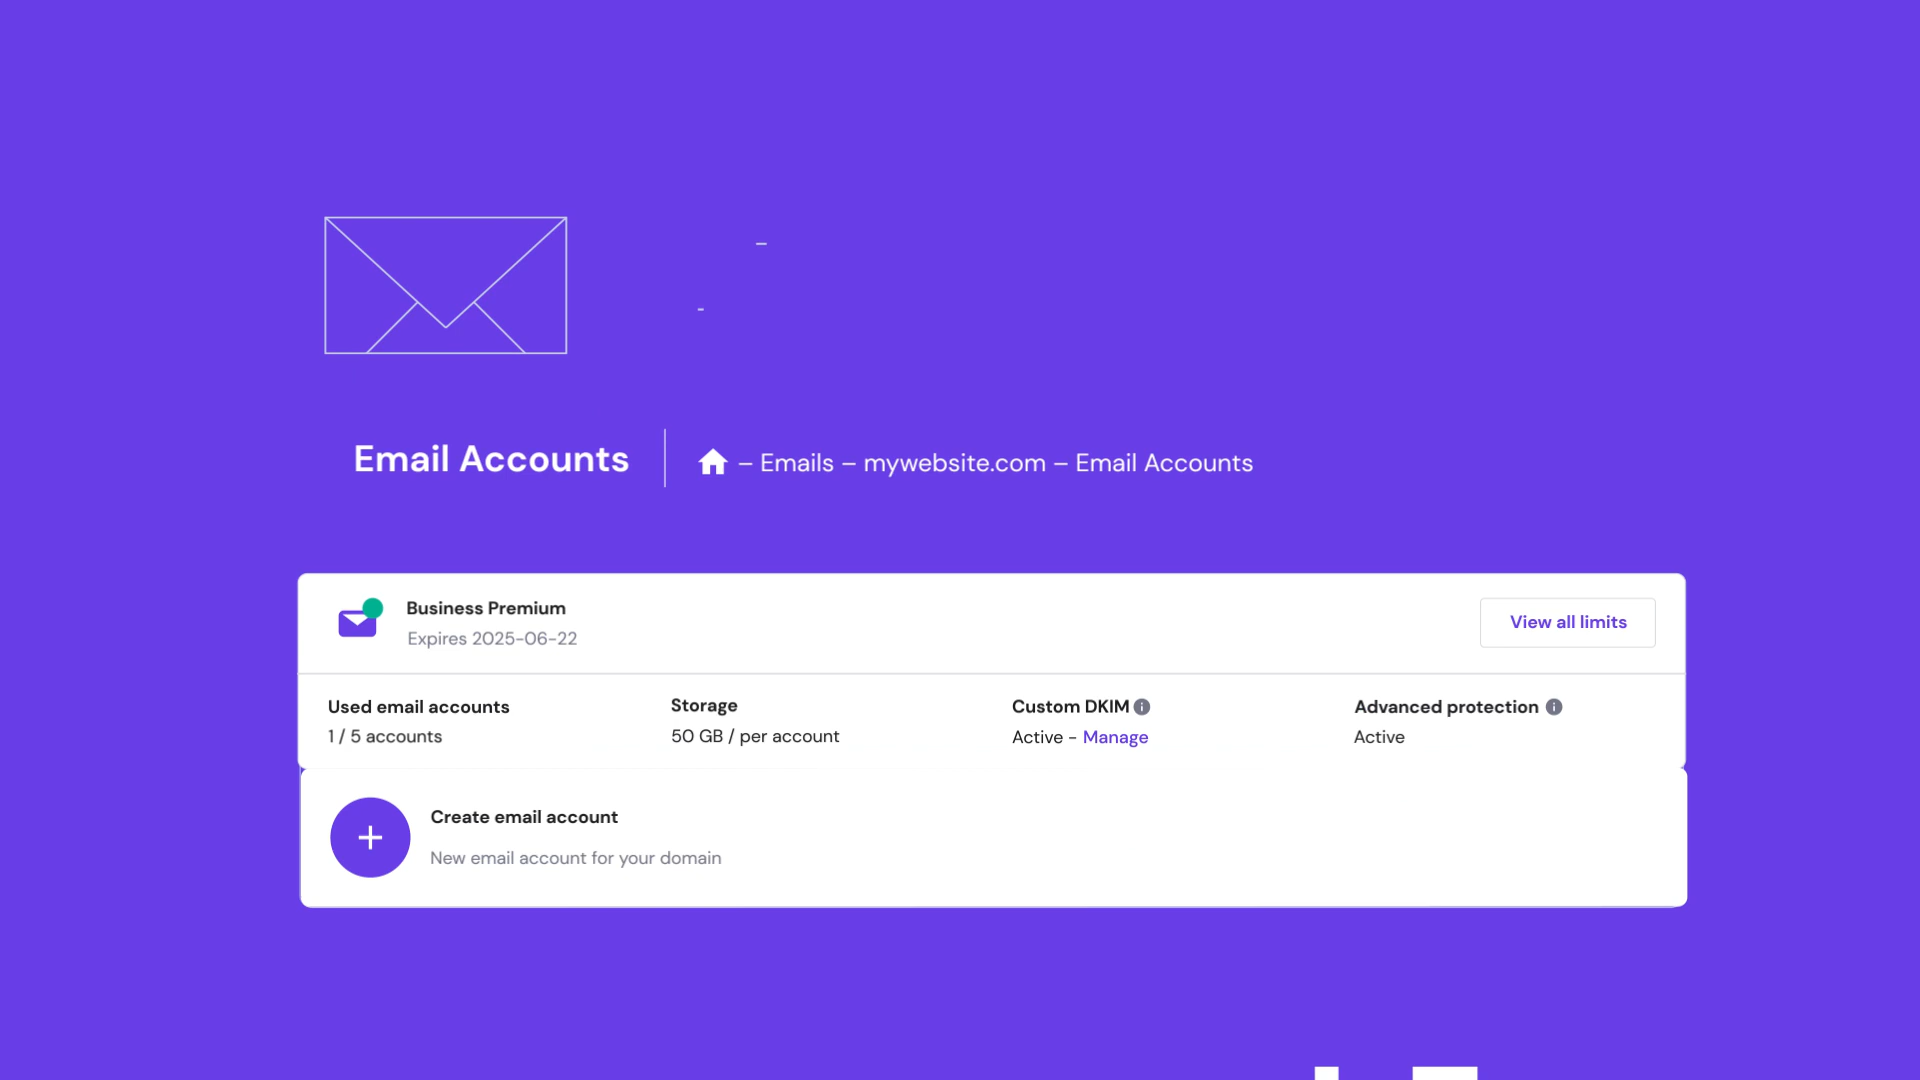 Email Accounts
– Emails – mywebsite.com – Email Accounts
Business Premium
Expires 2025-06-22
View all limits
Used email accounts
1 / 5 accounts
Storage
50 GB / per account
Custom DKIM
Active - Manage
Advanced protection
Active
Create email account
New email account for your domain